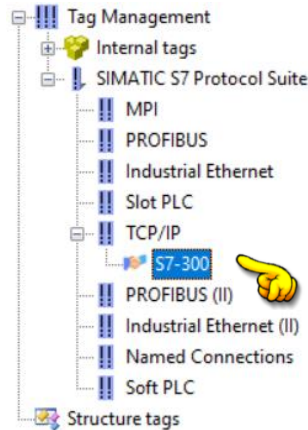 Tag Management
Internal tags
SIMATIC S7 Protocol Suite
MPI
PROFIBUS
Industrial Ethernet
Slot PLC
TCP/IP
S7-300
PROFIBUS (II)
Industrial Ethernet (II)
Named Connections
Soft PLC
Structure tags